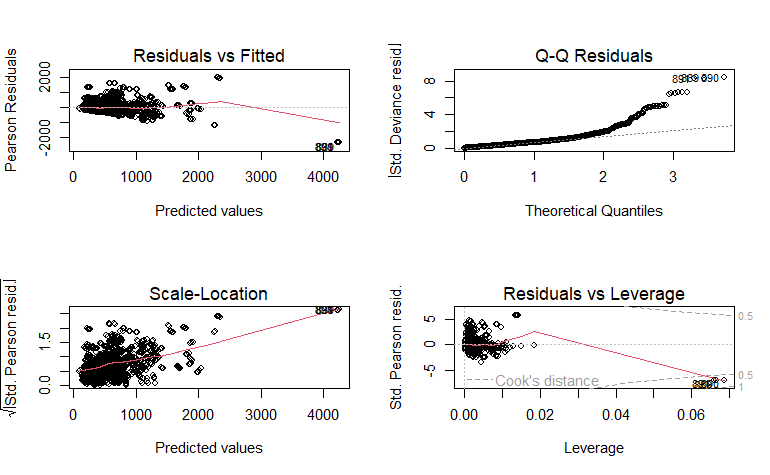 Residuals vs Fitted
Pearson Residuals
-2000
2000
0
1000
2000
3000
4000
Predicted values
Q-Q Residuals
|Std. Deviance resid.|
0
4
8
0
1
2
3
Theoretical Quantiles
Scale-Location
√|Std. Pearson resid.|
0.0
1.5
0
1000
2000
3000
4000
Predicted values
Residuals vs Leverage
Std. Pearson resid.
-5
0
5
Cook's distance
0.5
0.5
1
0.00
0.02
0.04
0.06
Leverage